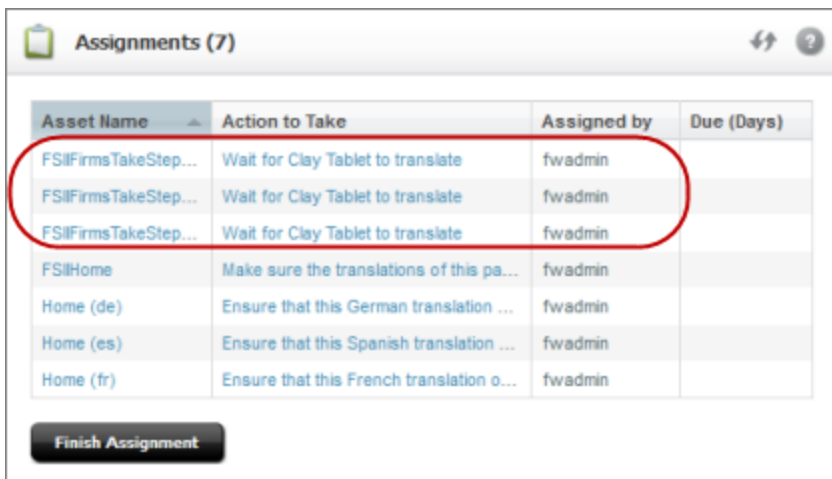 Assignments (7)
Asset Name Action to Take Assigned by Due (Days)
FSIIFirmsTakeStep... Wait for Clay Tablet to translate fwadmin
FSIIFirmsTakeStep... Wait for Clay Tablet to translate fwadmin
FSIIFirmsTakeStep... Wait for Clay Tablet to translate fwadmin
FSIIHome Make sure the translations of this pa... fwadmin
Home (de) Ensure that this German translation ... fwadmin
Home (es) Ensure that this Spanish translation ... fwadmin
Home (fr) Ensure that this French translation o... fwadmin
Finish Assignment